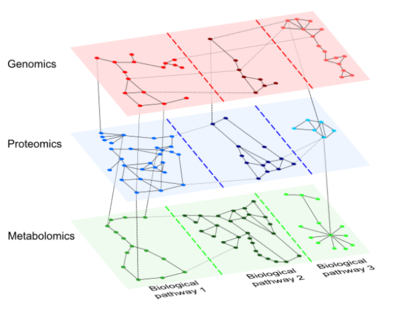 Genomics
Proteomics
Metabolomics
Biological
pathway 1
Biological
pathway 2
Biological
pathway 3